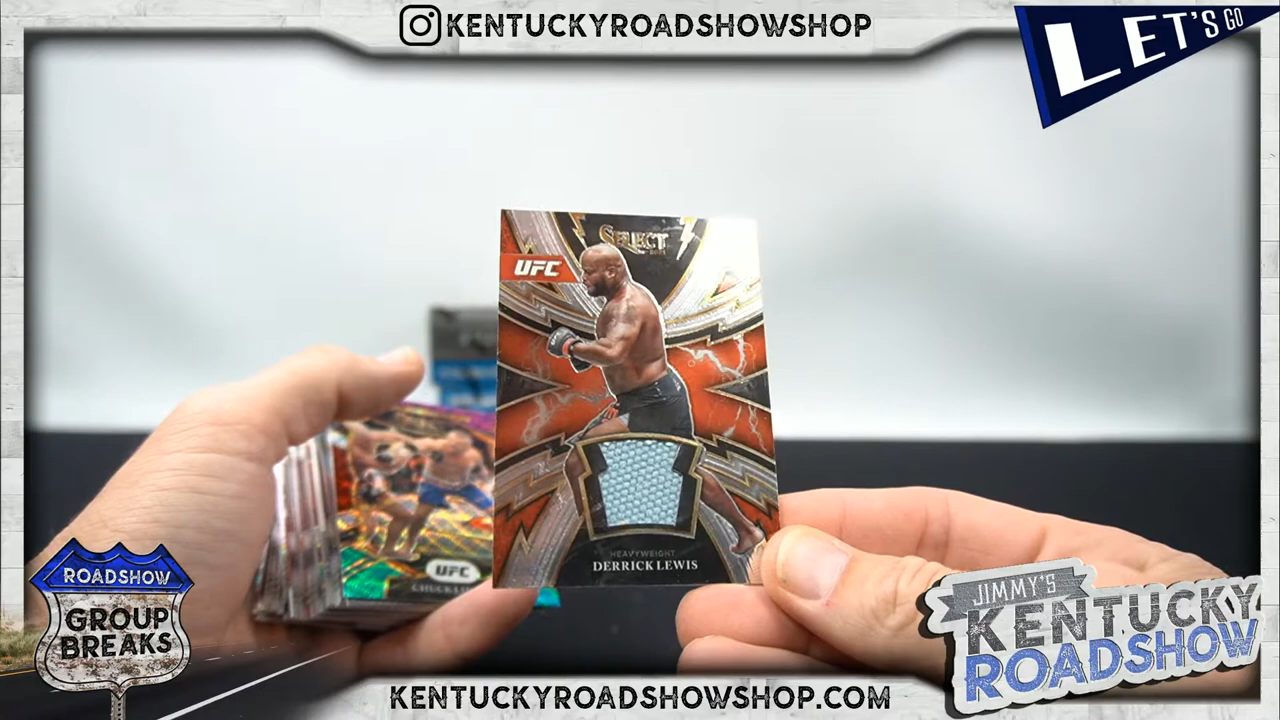 KENTUCKYROADSHOWSHOP
LET'S GO
SELECT
UFC
HEAVYWEIGHT
DERRICK LEWIS
UFC
ROADSHOW
GROUP
BREAKS
JIMMY'S
KENTUCKY
ROADSHOW
KENTUCKYROADSHOWSHOP.COM